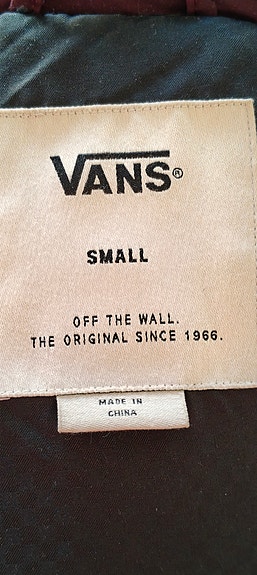 VANS®
SMALL
OFF THE WALL.
THE ORIGINAL SINCE 1966.
MADE IN
CHINA